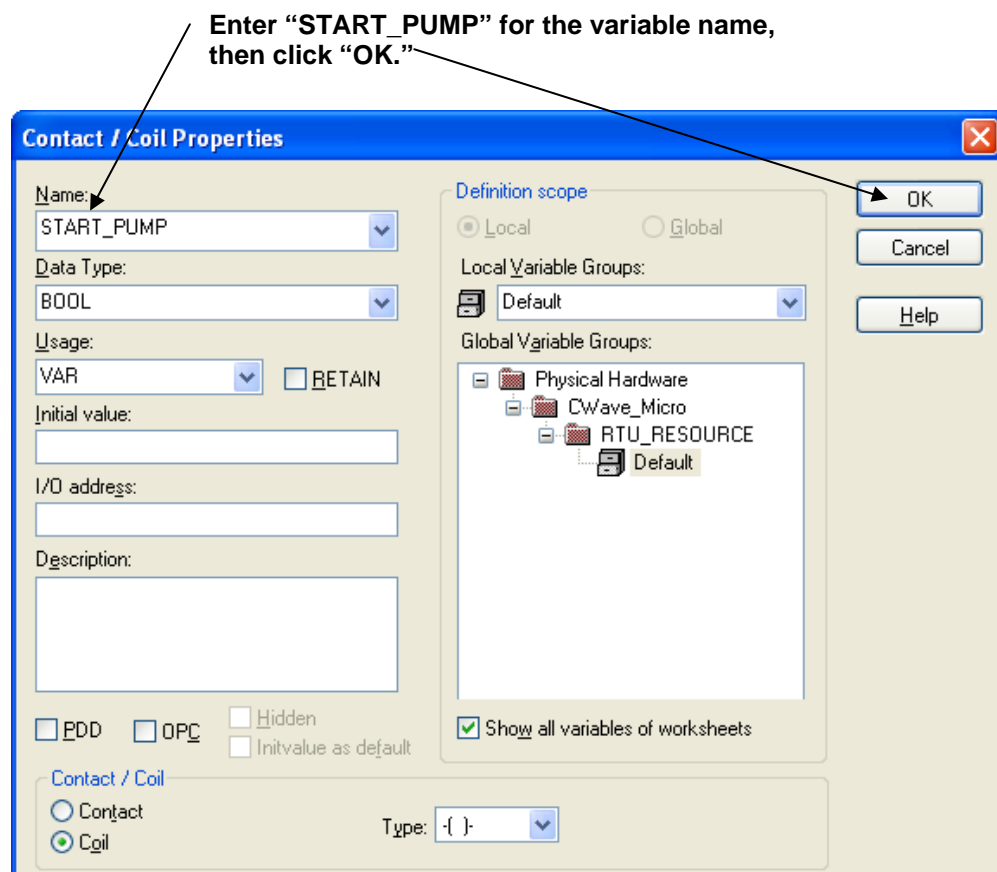 Enter “START_PUMP” for the variable name,
then click “OK.”
Contact / Coil Properties
Name:
START_PUMP
Data Type:
BOOL
Usage:
VAR
RETAIN
Initial value:
I/O address:
Description:
PDD
OPC
Hidden
Initvalue as default
Definition scope
Local
Global
Local Variable Groups:
Default
Global Variable Groups:
Physical Hardware
CWave_Micro
RTU_RESOURCE
Default
Show all variables of worksheets
OK
Cancel
Help
Contact / Coil
Contact
Coil
Type:
-( )-